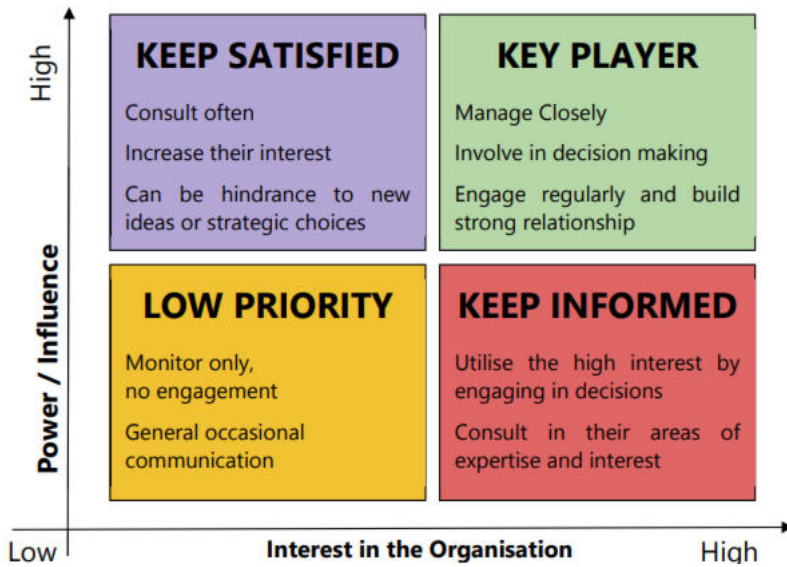 High
Power / Influence
KEEP SATISFIED
Consult often
Increase their interest
Can be hindrance to new
ideas or strategic choices
KEY PLAYER
Manage Closely
Involve in decision making
Engage regularly and build
strong relationship
LOW PRIORITY
Monitor only,
no engagement
General occasional
communication
KEEP INFORMED
Utilise the high interest by
engaging in decisions
Consult in their areas of
expertise and interest
Low
Interest in the Organisation
High